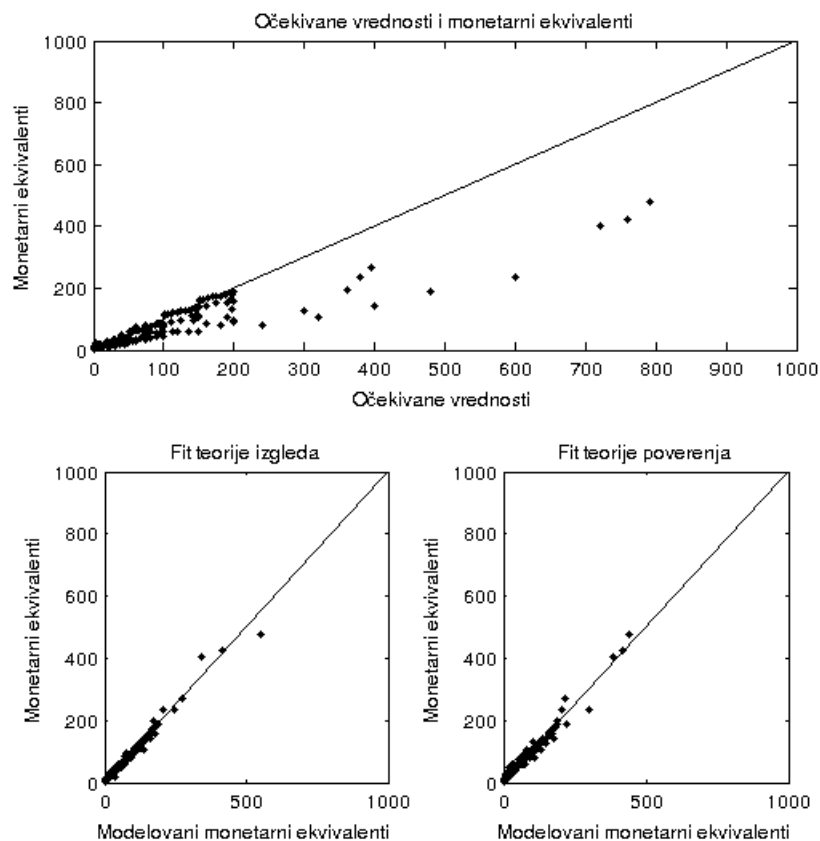 Očekivane vrednosti i monetarni ekvivalenti
1000
800
600
400
200
0
Monetarni ekvivalenti
0 100 200 300 400 500 600 700 800 900 1000
Očekivane vrednosti
Fit teorije izgleda
1000
800
600
400
200
0
Monetarni ekvivalenti
0 500 1000
Modelovani monetarni ekvivalenti
Fit teorije poverenja
1000
800
600
400
200
0
Monetarni ekvivalenti
0 500 1000
Modelovani monetarni ekvivalenti